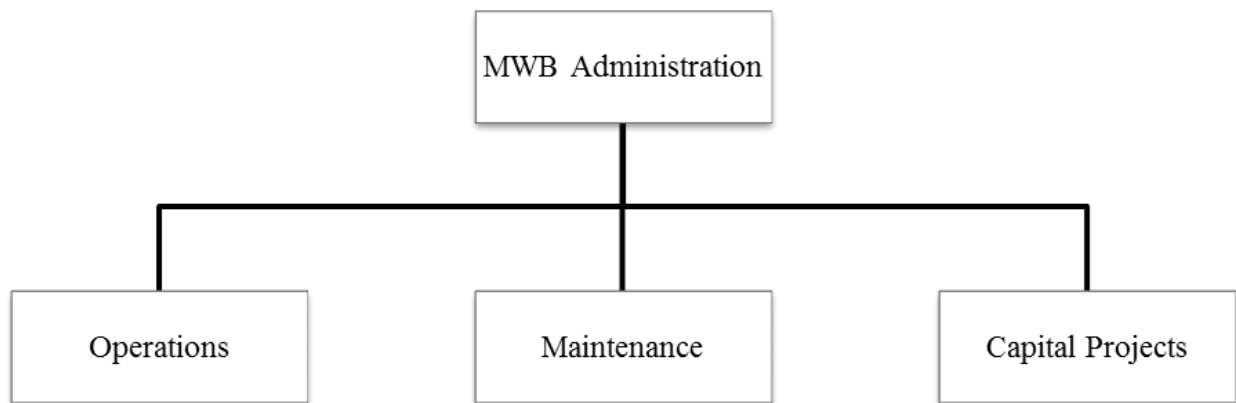 MWB Administration
Operations
Maintenance
Capital Projects